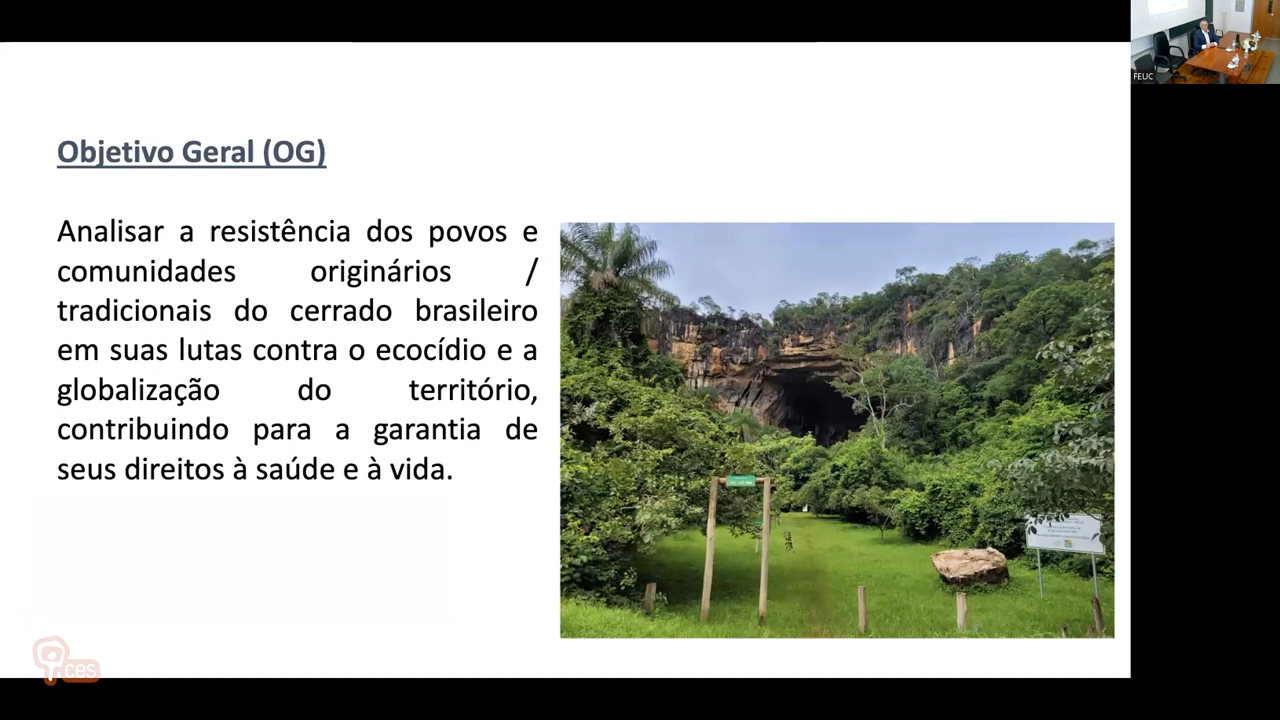 FEUC
Objetivo Geral (OG)
Analisar a resistência dos povos e
comunidades originários /
tradicionais do cerrado brasileiro
em suas lutas contra o ecocídio e a
globalização do território,
contribuindo para a garantia de
seus direitos à saúde e à vida.
ces